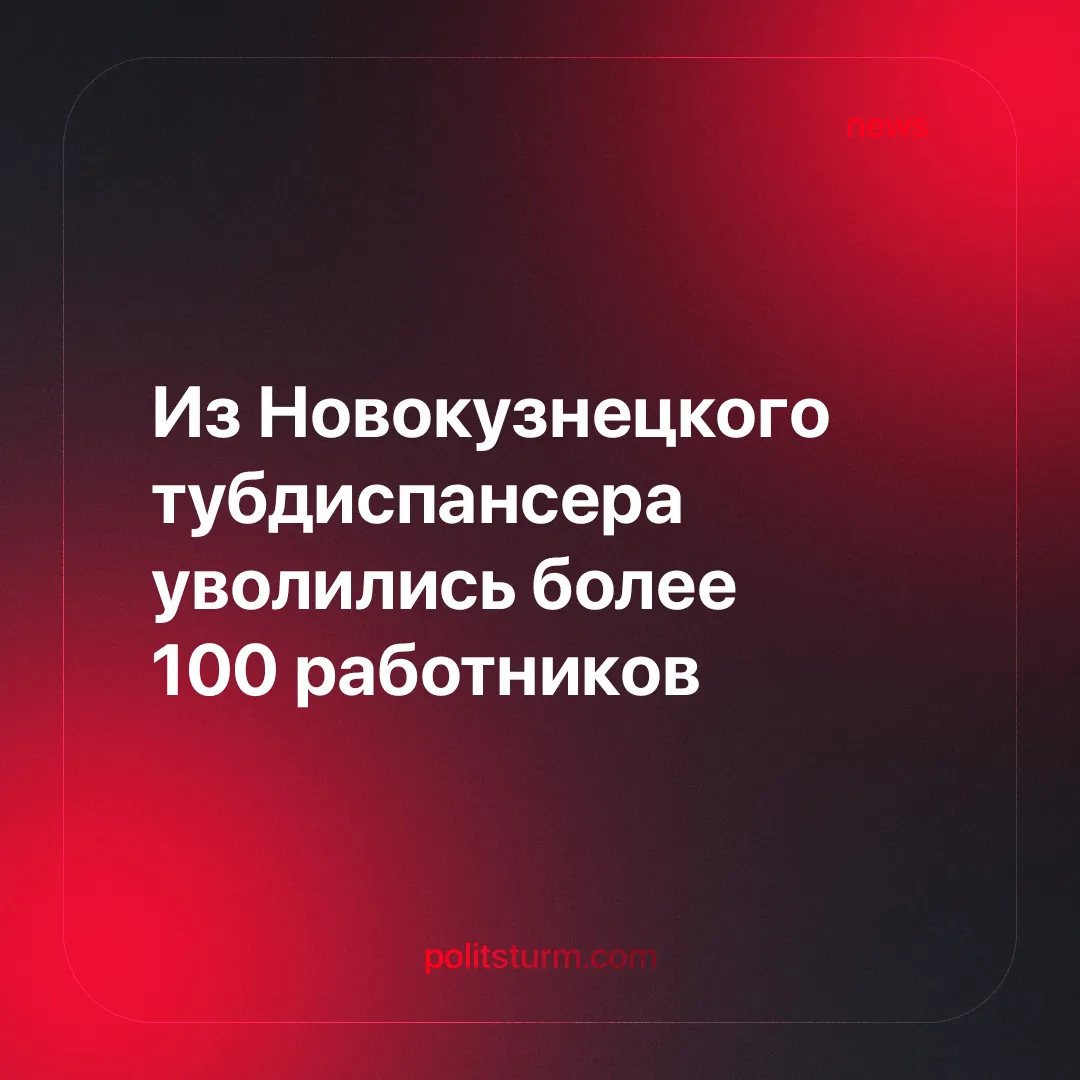 news
Из Новокузнецкого
тубдиспансера
уволились более
100 работников
politsturm.com